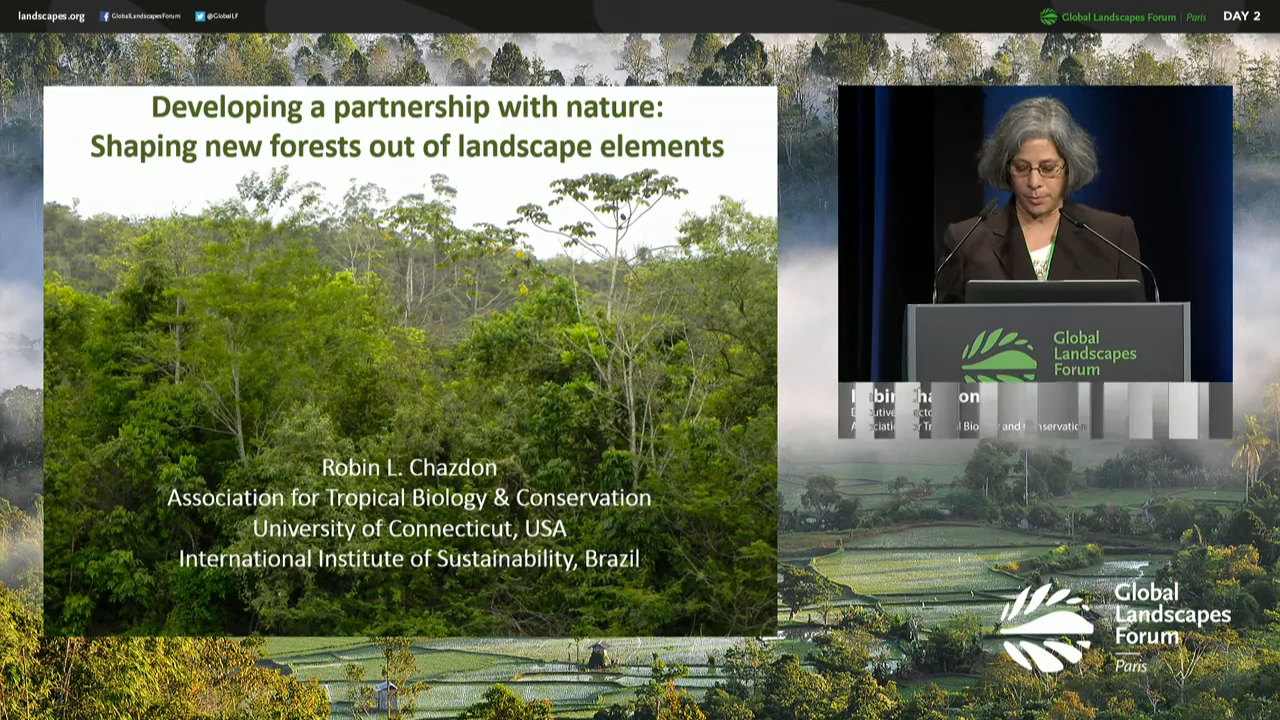 landscapes.org
GlobalLandscapesForum
@GlobalLF
Global Landscapes Forum | Paris
DAY 2
Developing a partnership with nature:
Shaping new forests out of landscape elements
Robin L. Chazdon
Association for Tropical Biology & Conservation
University of Connecticut, USA
International Institute of Sustainability, Brazil
Global
Landscapes
Forum
and
Global
Landscapes
Forum
Paris